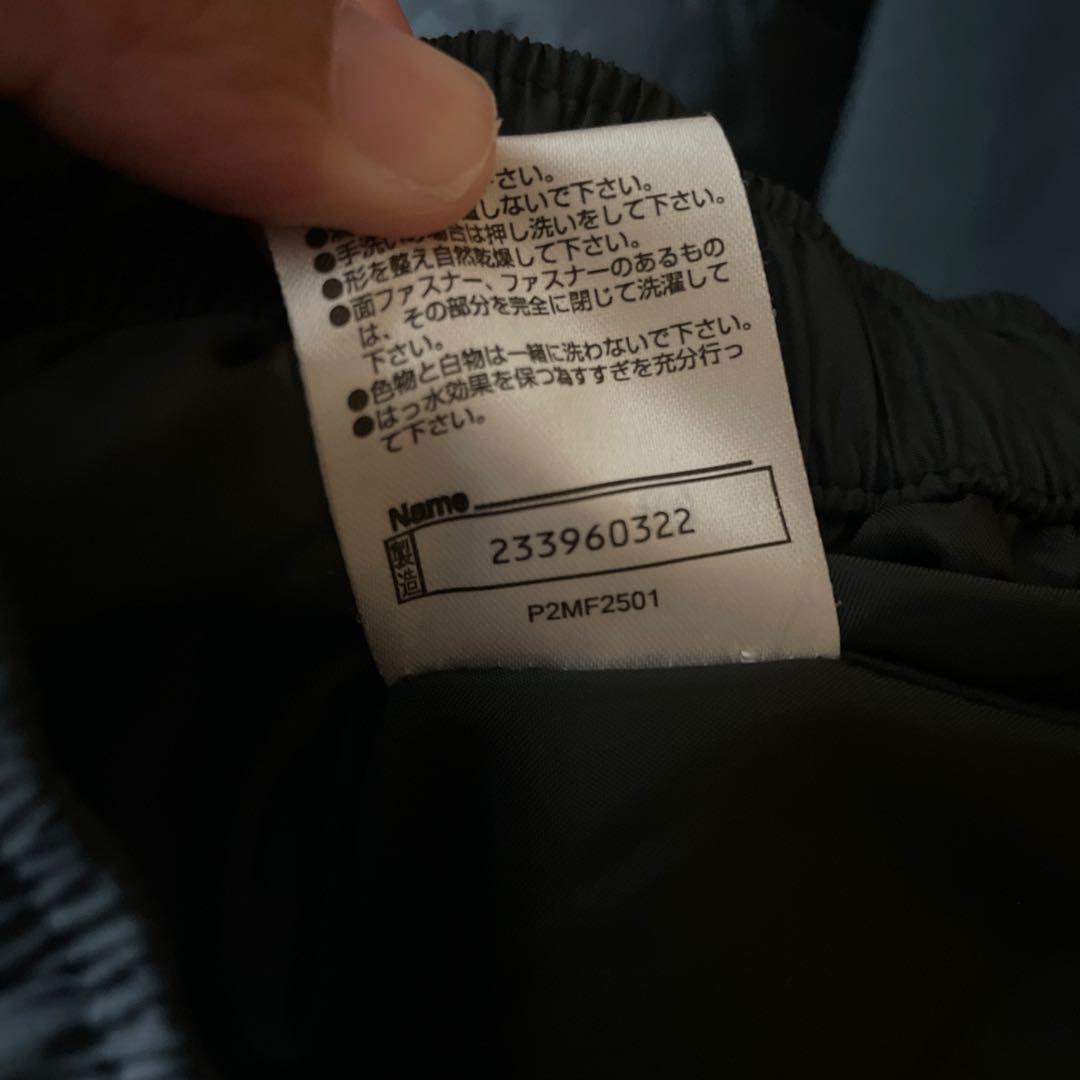 さい。
しないで下さい。
●手洗いの場合は押し洗いをして下さい。
●形を整え自然乾燥して下さい。
●面ファスナー、ファスナーのあるもの
は、その部分を完全に閉じて洗濯して
下さい。
●色物と白物は一緒に洗わないで下さい。
●はっ水効果を保つ為すすぎを充分行っ
て下さい。
Name
製造 233960322
P2MF2501